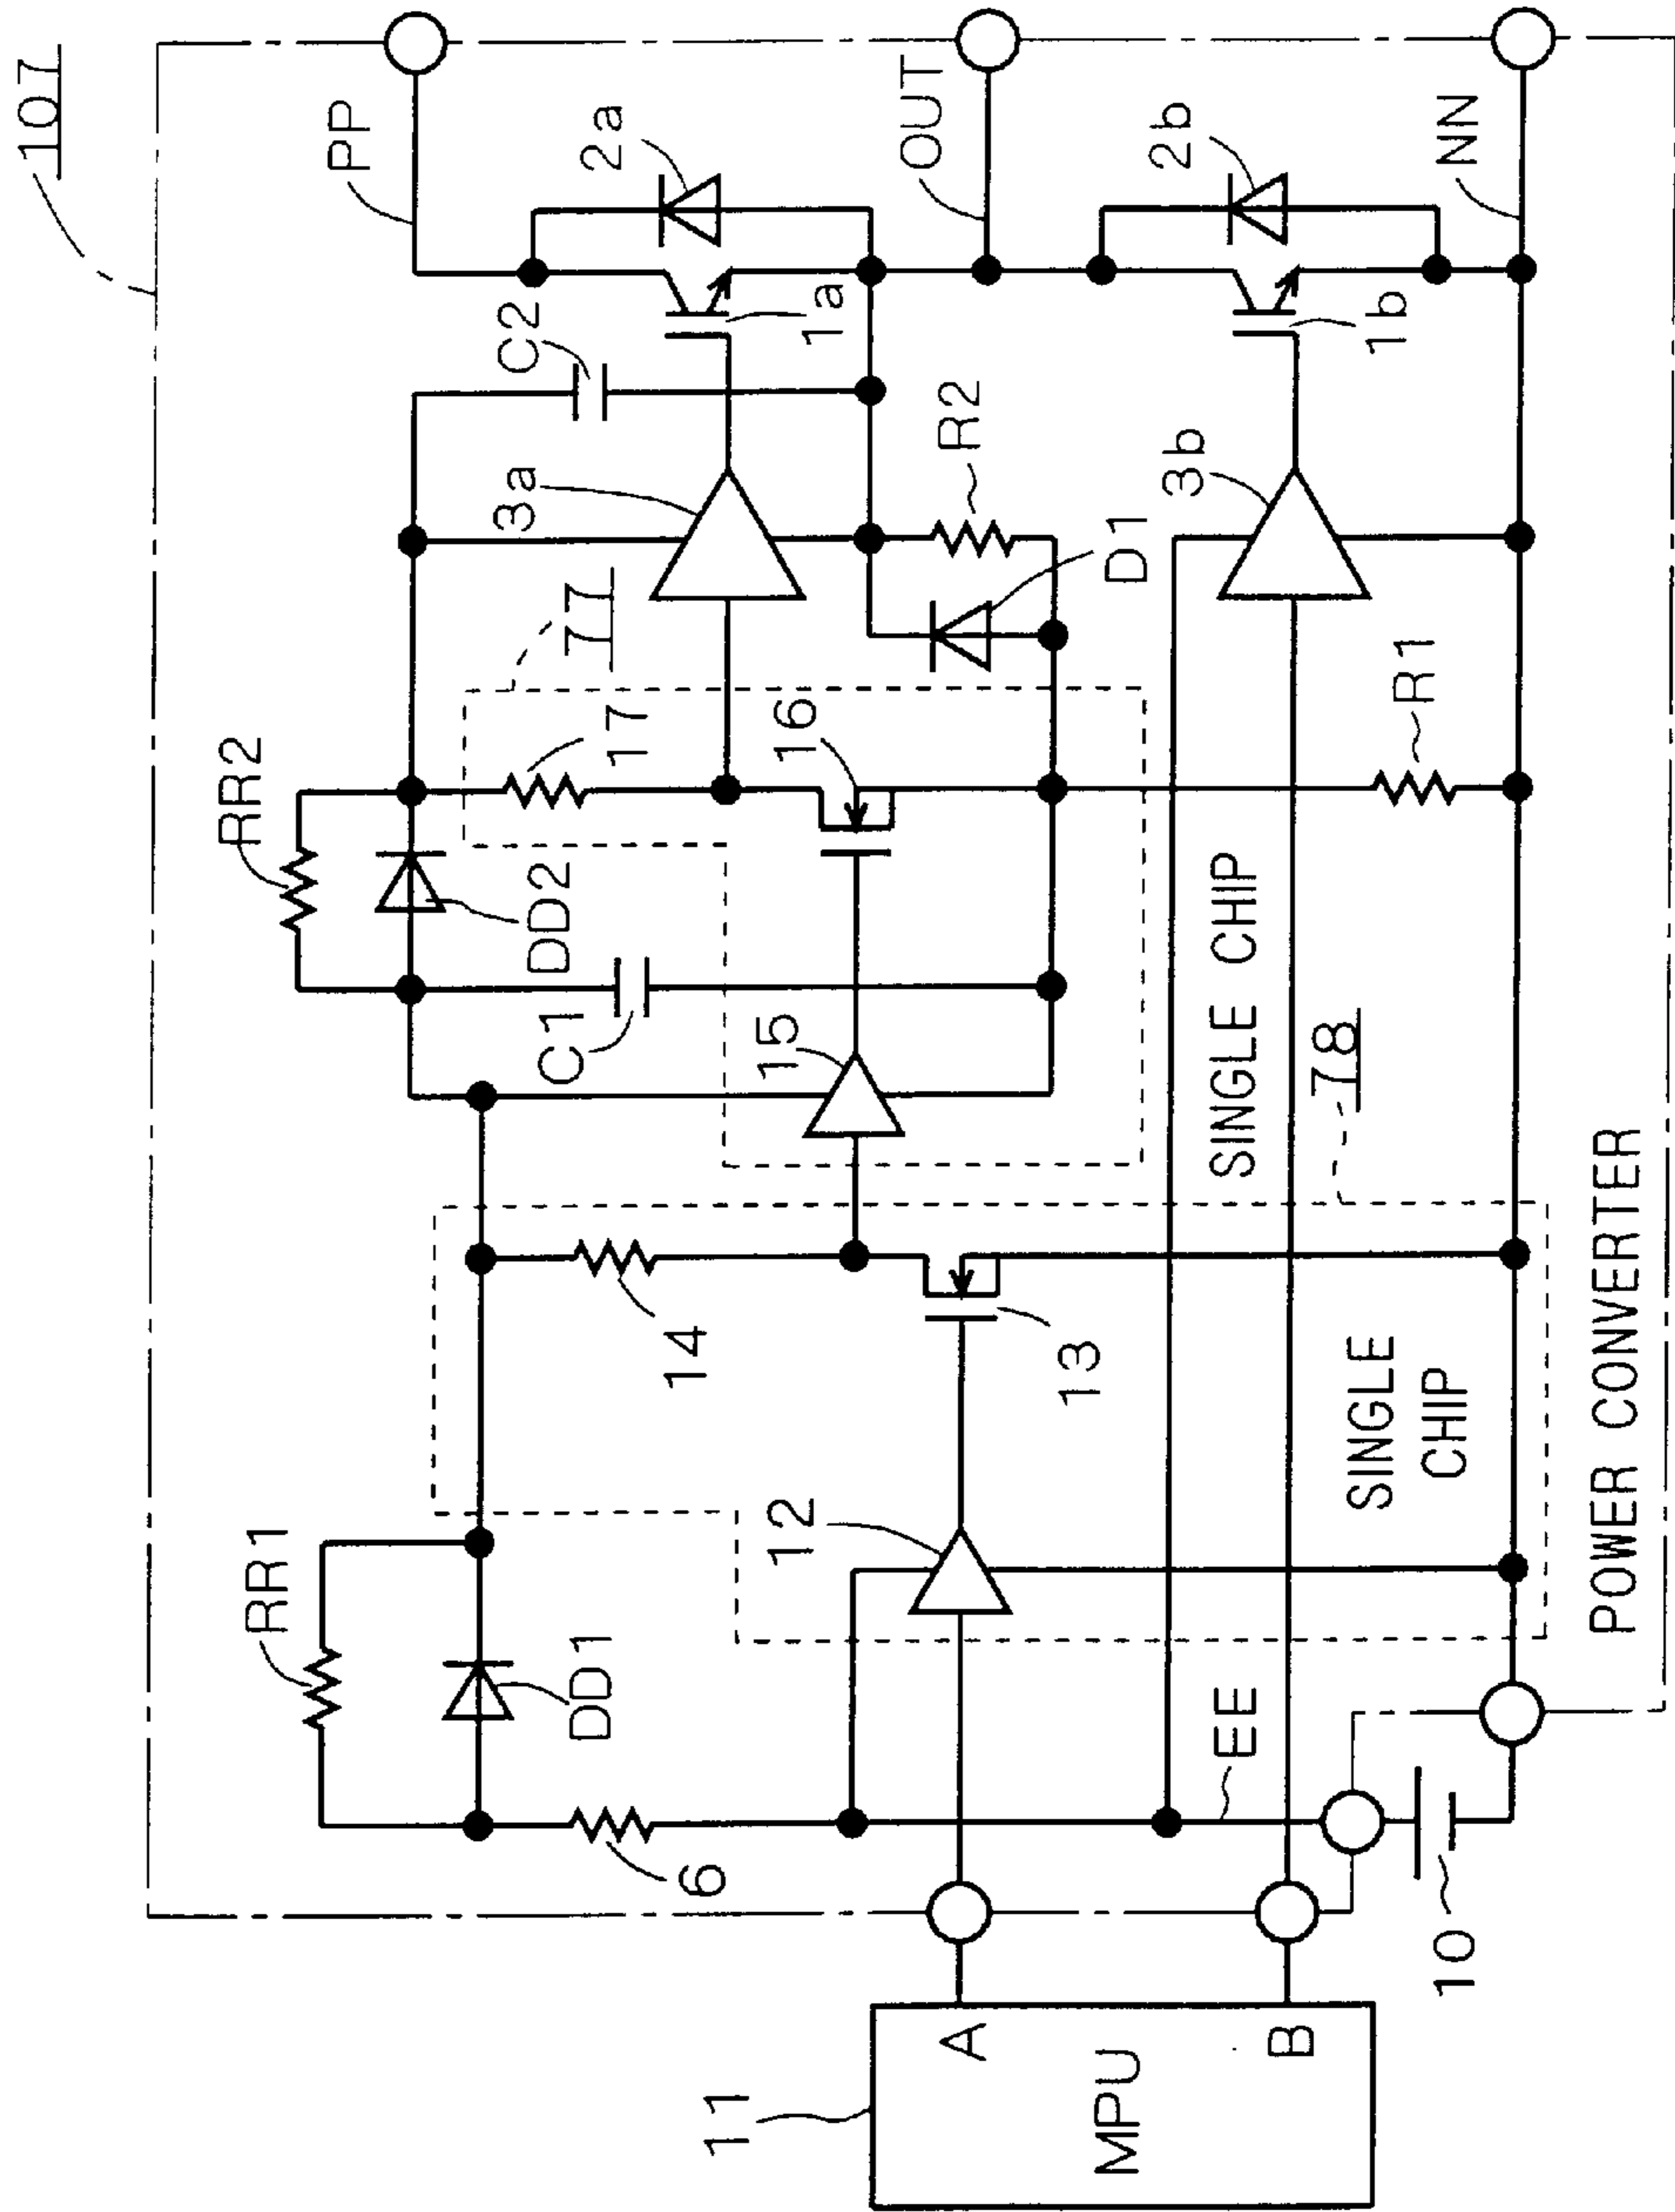 107
PP
2a
OUT
2b
NN
C2
1a
1b
3a
R2
3b
D1
77
17
16
R1
RR2
DD2
C1
15
SINGLE CHIP
78
14
13
SINGLE
CHIP
12
POWER CONVERTER
RR1
DD1
6
EE
10
11
A
B
MPU